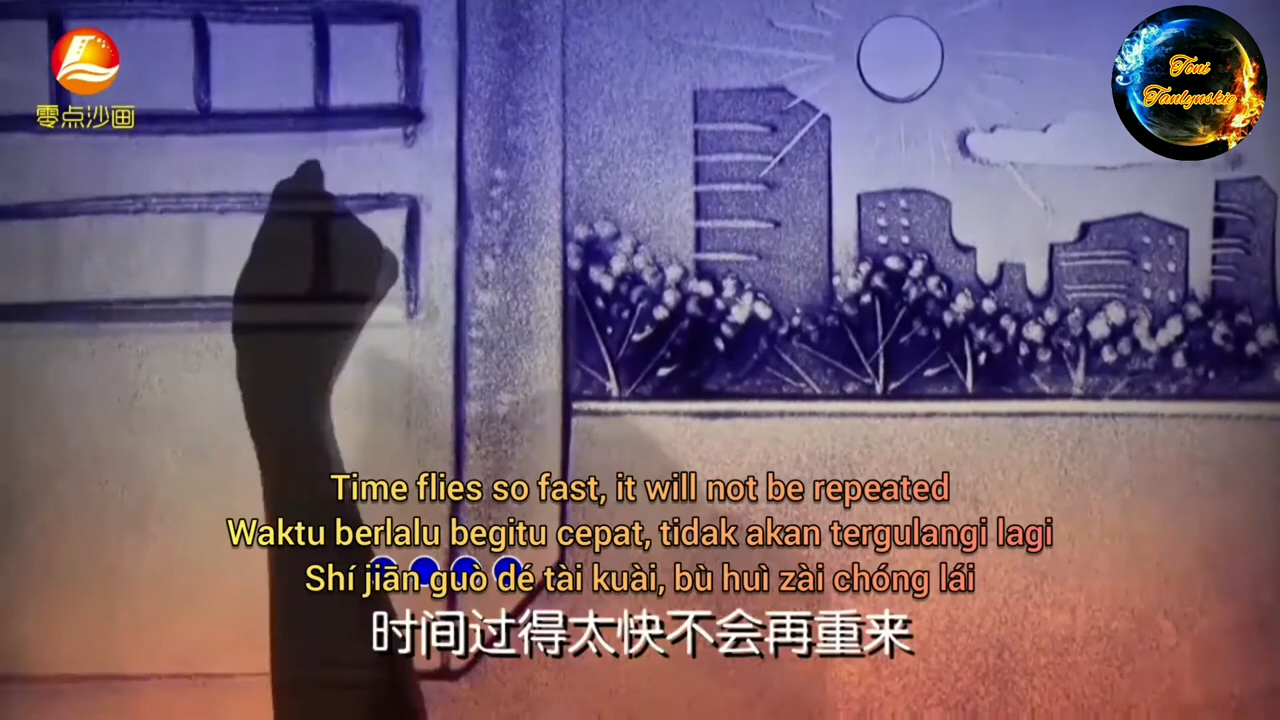 零点沙画
Toni
Tanlynskie
Time flies so fast, it will not be repeated
Waktu berlalu begitu cepat, tidak akan tergulangi lagi
Shí jiān guò dé tài kuài, bù huì zài chóng lái
时间过得太快不会再重来